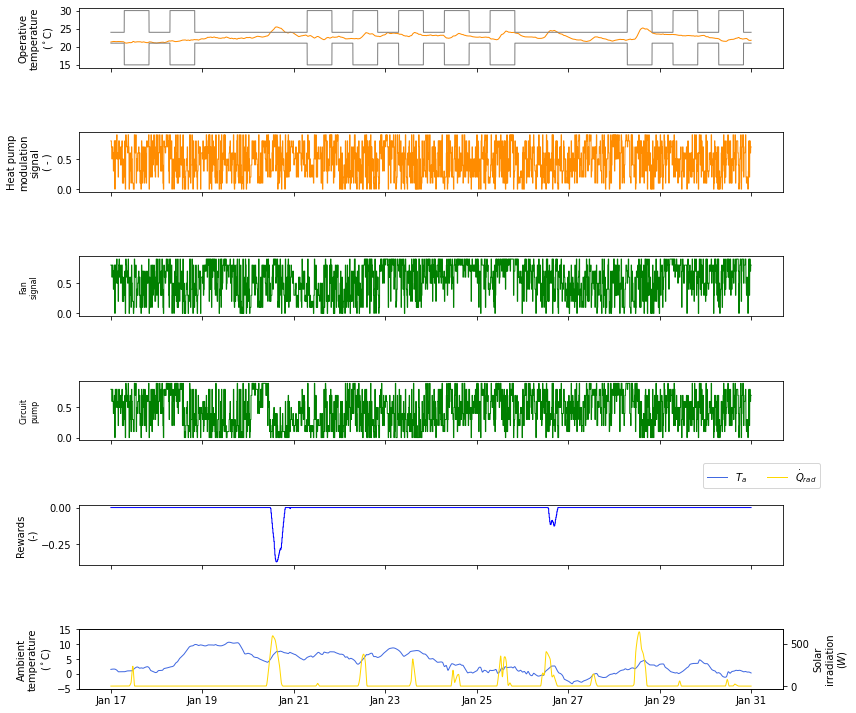 Operative
temperature
(°C)
30
25
20
15
Heat pump
modulation
signal
( - )
0.5
0.0
Fan
signal
0.5
0.0
Circuit
pump
0.5
0.0
T_a Q̇_rad
Rewards
(-)
0.00
−0.25
Ambient
temperature
(°C)
15
10
5
0
−5
Solar
irradiation
(W)
500
0
Jan 17 Jan 19 Jan 21 Jan 23 Jan 25 Jan 27 Jan 29 Jan 31